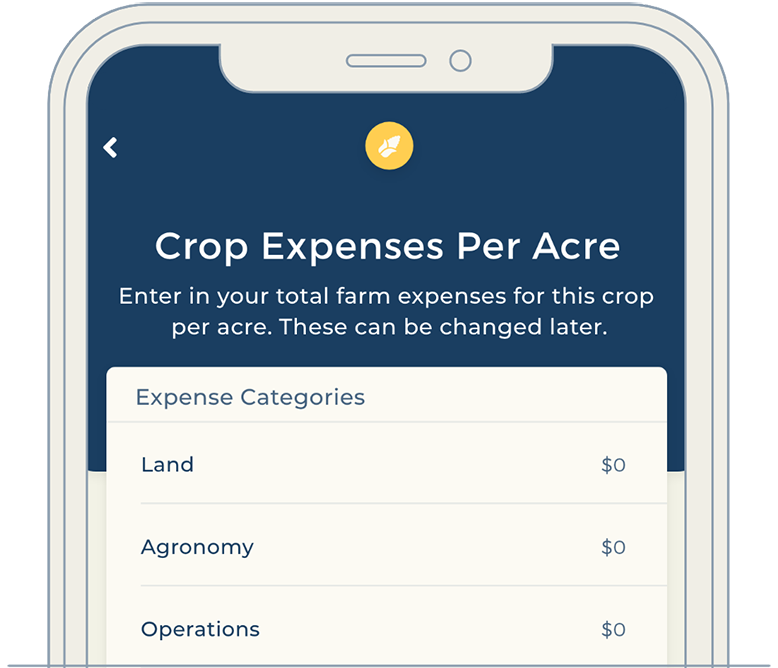 Crop Expenses Per Acre
Enter in your total farm expenses for this crop
per acre. These can be changed later.
Expense Categories
Land $0
Agronomy $0
Operations $0